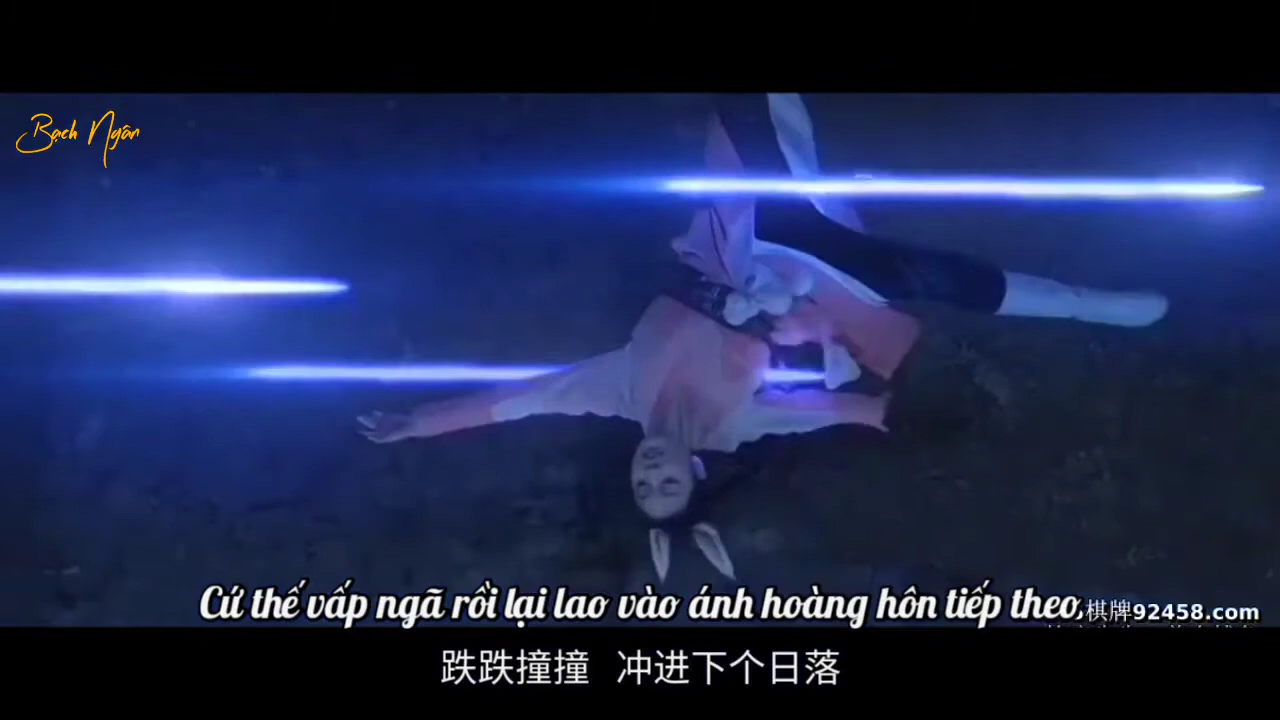 Bạch Ngân
Cứ thế vấp ngã rồi lại lao vào ánh hoàng hôn tiếp theo
棋牌92458.com
跌跌撞撞 冲进下个日落